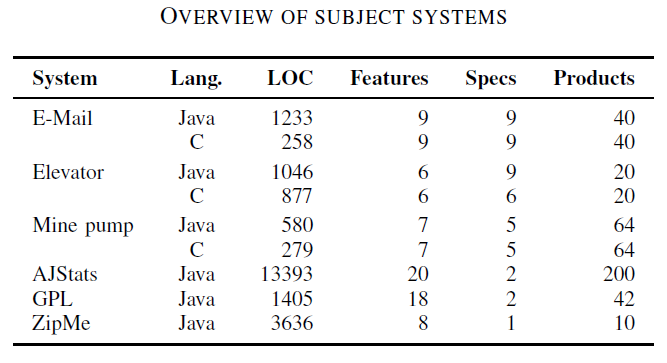 OVERVIEW OF SUBJECT SYSTEMS
System Lang. LOC Features Specs Products
E-Mail Java 1233 9 9 40
C 258 9 9 40
Elevator Java 1046 6 9 20
C 877 6 6 20
Mine pump Java 580 7 5 64
C 279 7 5 64
AJStats Java 13393 20 2 200
GPL Java 1405 18 2 42
ZipMe Java 3636 8 1 10